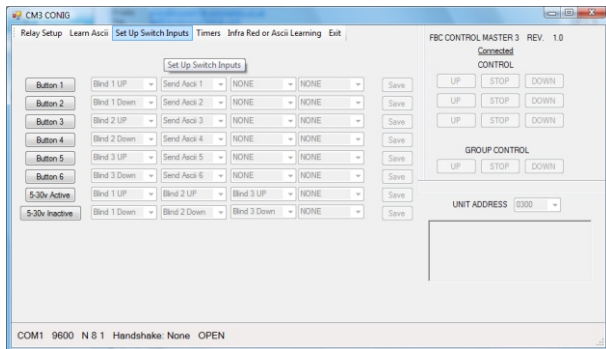 CM3 CONIG
Relay Setup Learn Ascii Set Up Switch Inputs Timers Infra Red or Ascii Learning Exit
Set Up Switch Inputs
Button 1 Blind 1 UP Send Ascii 1 NONE NONE Save
Button 2 Blind 1 Down Send Ascii 2 NONE NONE Save
Button 3 Blind 2 UP Send Ascii 3 NONE NONE Save
Button 4 Blind 2 Down Send Ascii 4 NONE NONE Save
Button 5 Blind 3 UP Send Ascii 5 NONE NONE Save
Button 6 Blind 3 Down Send Ascii 6 NONE NONE Save
5-30v Active Blind 1 UP Blind 2 UP Blind 3 UP NONE Save
5-30v Inactive Blind 1 Down Blind 2 Down Blind 3 Down NONE Save
FBC CONTROL MASTER 3 REV. 1.0
Connected
CONTROL
UP STOP DOWN
UP STOP DOWN
UP STOP DOWN
GROUP CONTROL
UP STOP DOWN
UNIT ADDRESS 0300
COM1 9600 N 8 1 Handshake: None OPEN